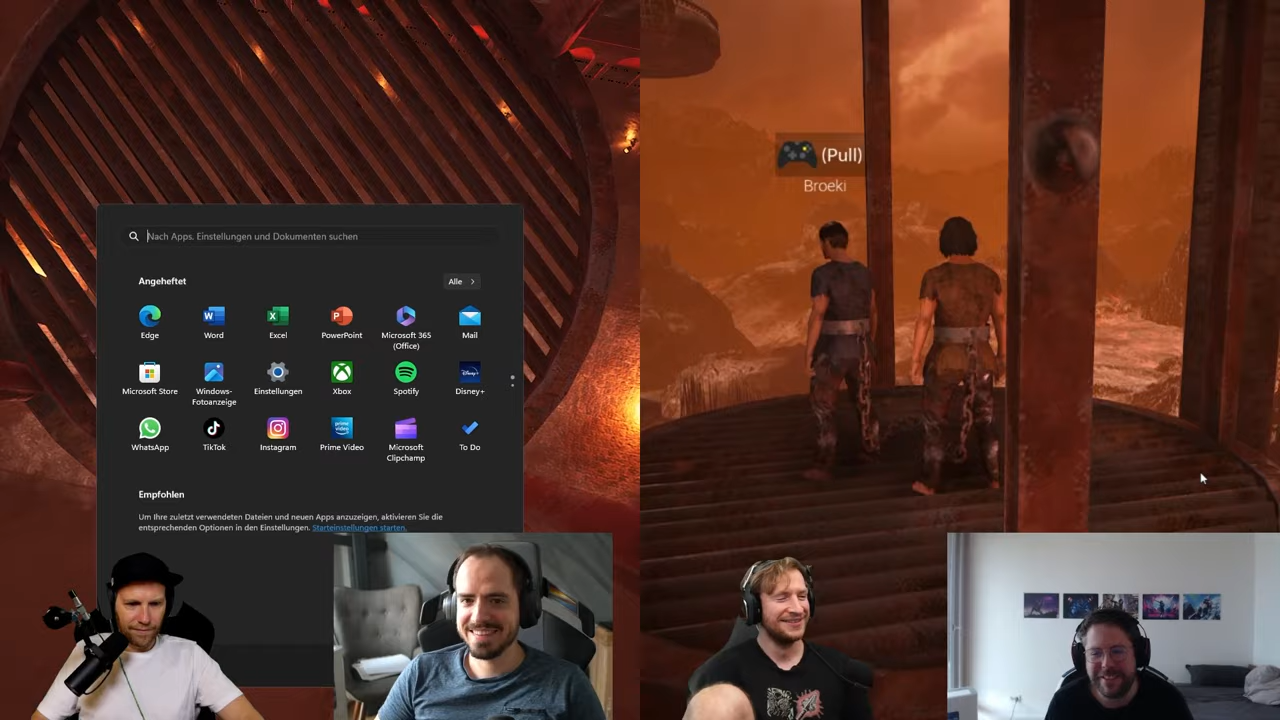 Nach Apps, Einstellungen und Dokumenten suchen
Angeheftet
Alle
Edge
Word
Excel
PowerPoint
Microsoft 365
(Office)
Mail
Microsoft Store
Windows-
Fotoanzeige
Einstellungen
Xbox
Spotify
Disney+
WhatsApp
TikTok
Instagram
Prime Video
Microsoft
Clipchamp
To Do
Empfohlen
Um Ihre zuletzt verwendeten Dateien und neuen Apps anzuzeigen, aktivieren Sie die
entsprechenden Optionen in den Einstellungen. Starteinstellungen starten.
(Pull)
Broeki